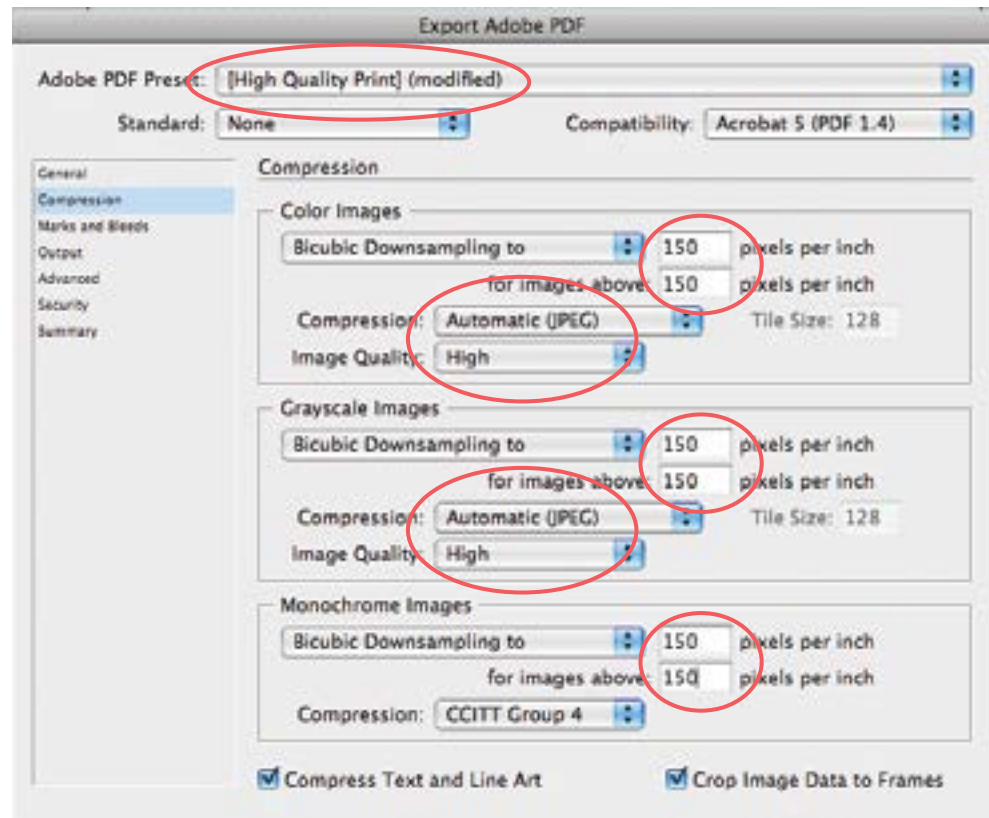 Export Adobe PDF
Adobe PDF Preset: [High Quality Print] (modified)
Standard: None Compatibility: Acrobat 5 (PDF 1.4)
General
Compression
Marks and Bleeds
Output
Advanced
Security
Summary
Compression
Color Images
Bicubic Downsampling to 150 pixels per inch
for images above: 150 pixels per inch
Compression: Automatic (JPEG) Tile Size: 128
Image Quality: High
Grayscale Images
Bicubic Downsampling to 150 pixels per inch
for images above: 150 pixels per inch
Compression: Automatic (JPEG) Tile Size: 128
Image Quality: High
Monochrome Images
Bicubic Downsampling to 150 pixels per inch
for images above: 150 pixels per inch
Compression: CCITT Group 4
Compress Text and Line Art Crop Image Data to Frames